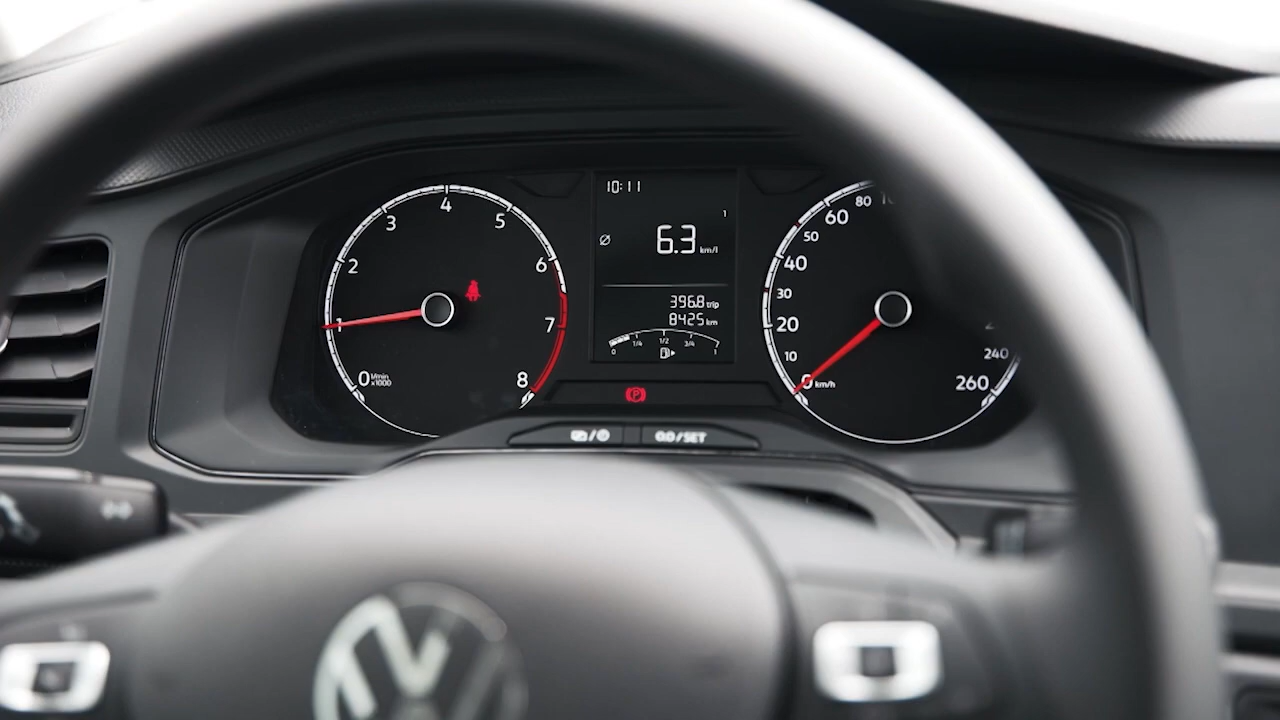 10:11
1
Ø 6.3 km/l
396.8 trip
8425 km
0 1/4 1/2 3/4 1
0 1 2 3 4 5 6 7 8
1/min
x1000
0 10 20 30 40 50 60 80
240 260
km/h
P
0.0/SET